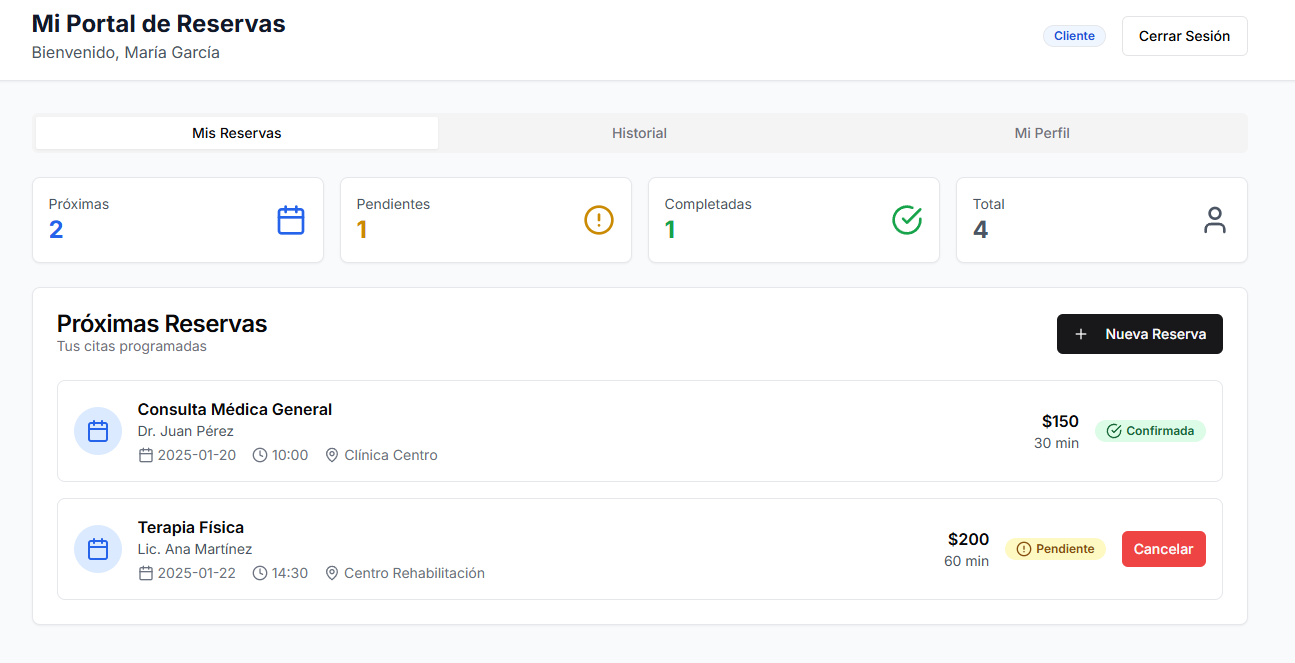 Mi Portal de Reservas
Bienvenido, María García
Cliente
Cerrar Sesión
Mis Reservas
Historial
Mi Perfil
Próximas
2
Pendientes
1
Completadas
1
Total
4
Próximas Reservas
Tus citas programadas
+ Nueva Reserva
Consulta Médica General
Dr. Juan Pérez
2025-01-20 10:00 Clínica Centro
$150
30 min
Confirmada
Terapia Física
Lic. Ana Martínez
2025-01-22 14:30 Centro Rehabilitación
$200
60 min
Pendiente
Cancelar